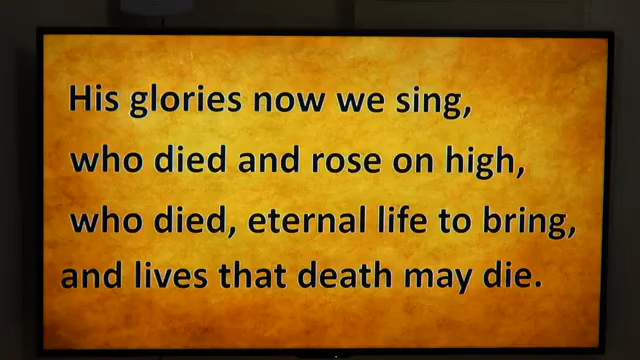 His glories now we sing,
who died and rose on high,
who died, eternal life to bring,
and lives that death may die.